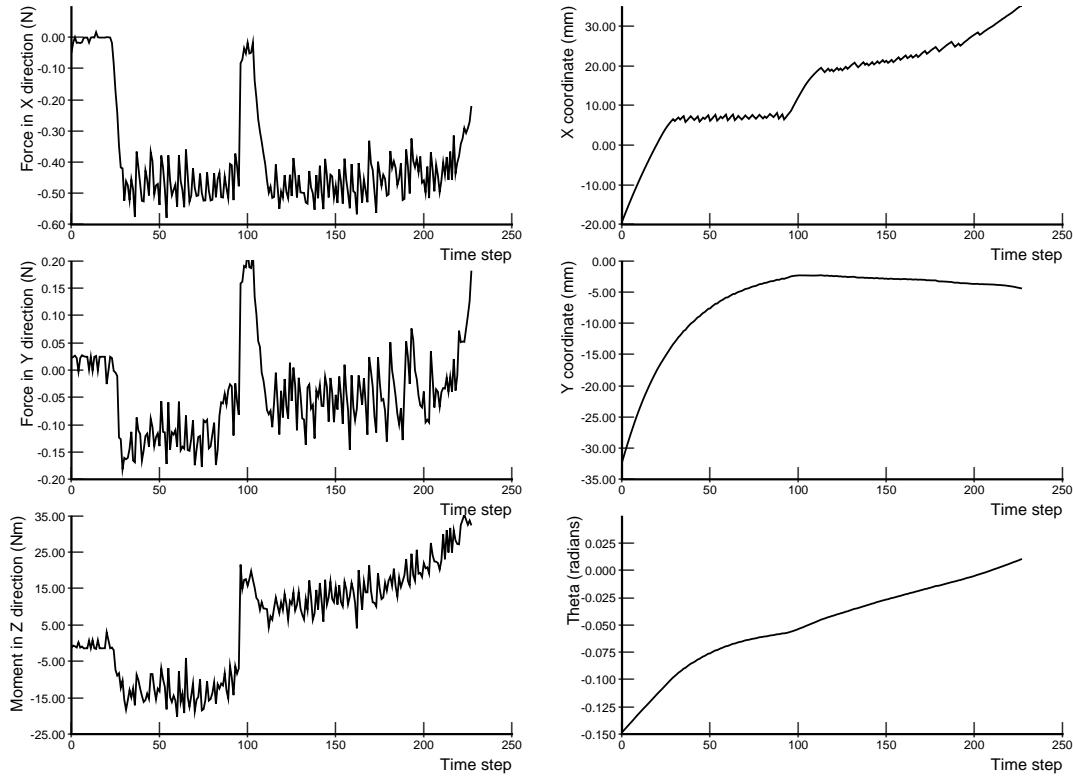 Force in X direction (N)
0.00
-0.10
-0.20
-0.30
-0.40
-0.50
-0.60
0 50 100 150 200 250
Time step
X coordinate (mm)
30.00
20.00
10.00
0.00
-10.00
-20.00
0 50 100 150 200 250
Time step
Force in Y direction (N)
0.20
0.15
0.10
0.05
0.00
-0.05
-0.10
-0.15
-0.20
0 50 100 150 200 250
Time step
Y coordinate (mm)
0.00
-5.00
-10.00
-15.00
-20.00
-25.00
-30.00
-35.00
0 50 100 150 200 250
Time step
Moment in Z direction (Nm)
35.00
25.00
15.00
5.00
-5.00
-15.00
-25.00
0 50 100 150 200 250
Time step
Theta (radians)
0.025
0.000
-0.025
-0.050
-0.075
-0.100
-0.125
-0.150
0 50 100 150 200 250
Time step